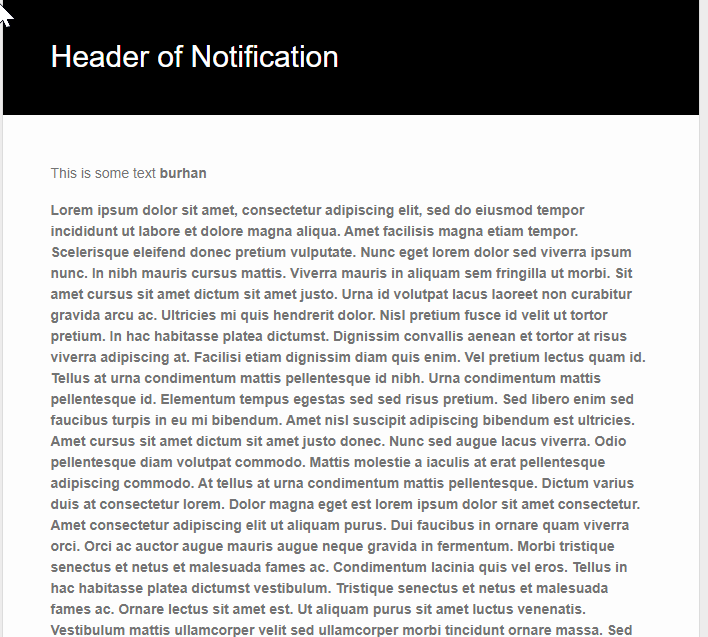 Header of Notification
This is some text burhan
Lorem ipsum dolor sit amet, consectetur adipiscing elit, sed do eiusmod tempor
incididunt ut labore et dolore magna aliqua. Amet facilisis magna etiam tempor.
Scelerisque eleifend donec pretium vulputate. Nunc eget lorem dolor sed viverra ipsum
nunc. In nibh mauris cursus mattis. Viverra mauris in aliquam sem fringilla ut morbi. Sit
amet cursus sit amet dictum sit amet justo. Urna id volutpat lacus laoreet non curabitur
gravida arcu ac. Ultricies mi quis hendrerit dolor. Nisl pretium fusce id velit ut tortor
pretium. In hac habitasse platea dictumst. Dignissim convallis aenean et tortor at risus
viverra adipiscing at. Facilisi etiam dignissim diam quis enim. Vel pretium lectus quam id.
Tellus at urna condimentum mattis pellentesque id nibh. Urna condimentum mattis
pellentesque id. Elementum tempus egestas sed sed risus pretium. Sed libero enim sed
faucibus turpis in eu mi bibendum. Amet nisl suscipit adipiscing bibendum est ultricies.
Amet cursus sit amet dictum sit amet justo donec. Nunc sed augue lacus viverra. Odio
pellentesque diam volutpat commodo. Mattis molestie a iaculis at erat pellentesque
adipiscing commodo. At tellus at urna condimentum mattis pellentesque. Dictum varius
duis at consectetur lorem. Dolor magna eget est lorem ipsum dolor sit amet consectetur.
Amet consectetur adipiscing elit ut aliquam purus. Dui faucibus in ornare quam viverra
orci. Orci ac auctor augue mauris augue neque gravida in fermentum. Morbi tristique
senectus et netus et malesuada fames ac. Condimentum lacinia quis vel eros. Tellus in
hac habitasse platea dictumst vestibulum. Tristique senectus et netus et malesuada
fames ac. Ornare lectus sit amet est. Ut aliquam purus sit amet luctus venenatis.
Vestibulum mattis ullamcorper velit sed ullamcorper morbi tincidunt ornare massa. Sed